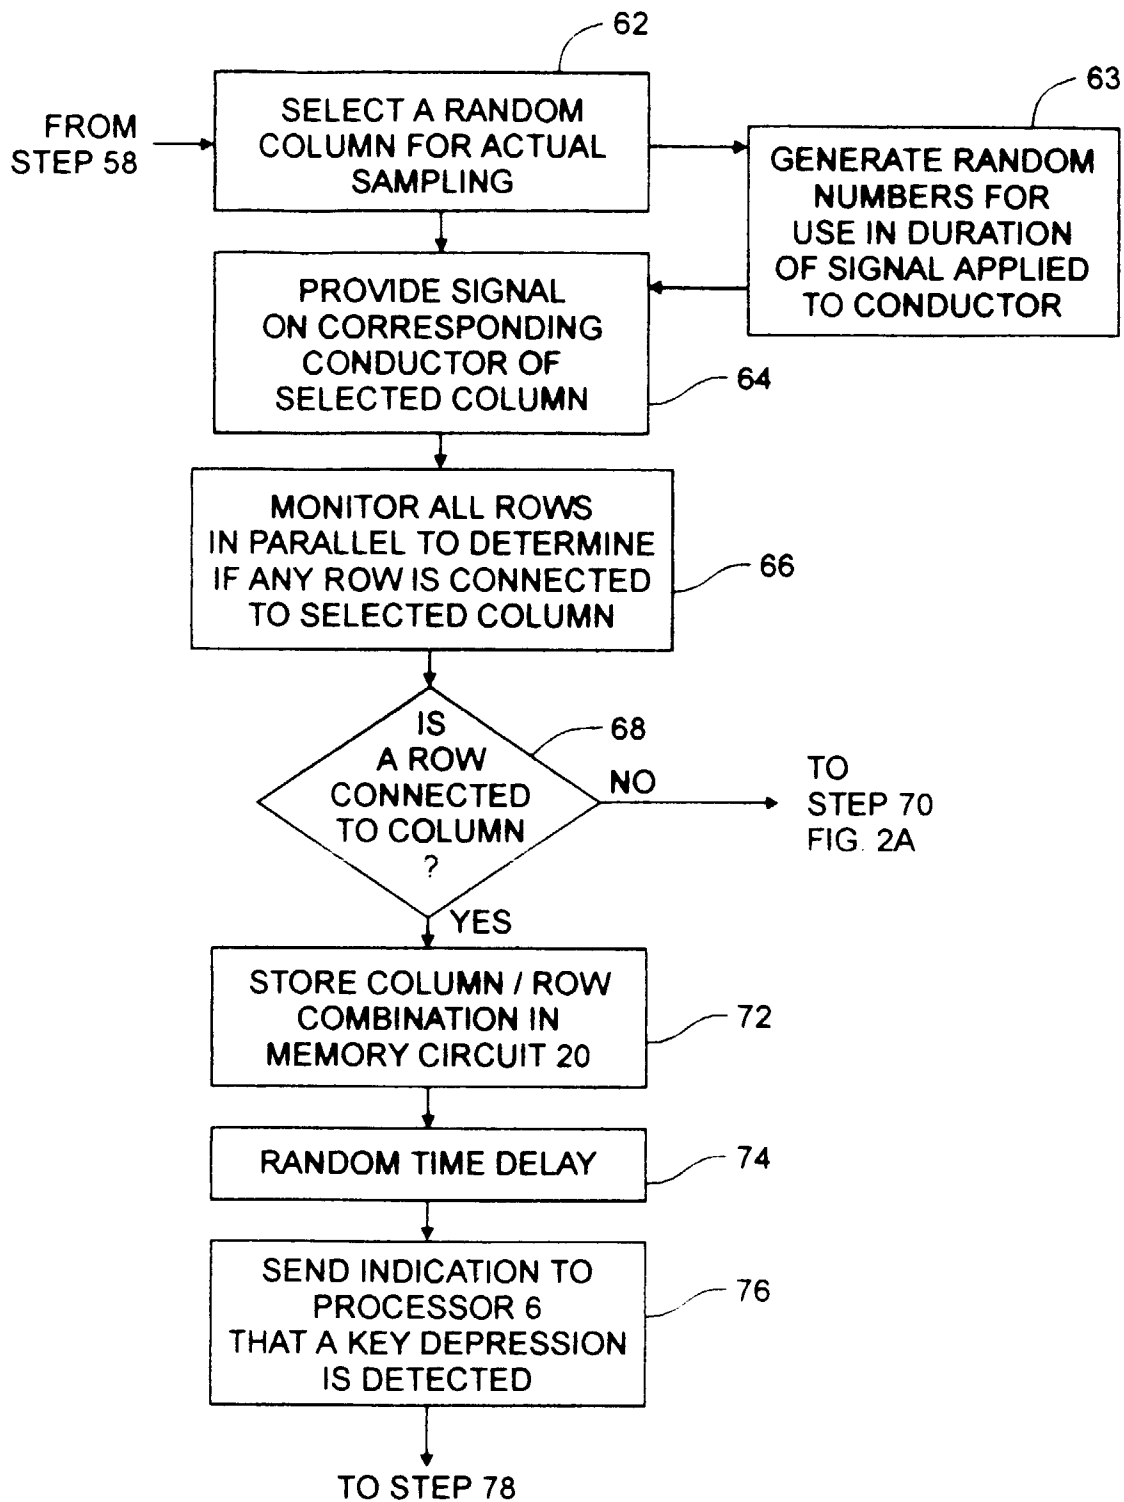 62
FROM
STEP 58
SELECT A RANDOM
COLUMN FOR ACTUAL
SAMPLING
63
GENERATE RANDOM
NUMBERS FOR
USE IN DURATION
OF SIGNAL APPLIED
TO CONDUCTOR
PROVIDE SIGNAL
ON CORRESPONDING
CONDUCTOR OF
SELECTED COLUMN
64
MONITOR ALL ROWS
IN PARALLEL TO DETERMINE
IF ANY ROW IS CONNECTED
TO SELECTED COLUMN
66
IS
A ROW
CONNECTED
TO COLUMN
?
68
NO
TO
STEP 70
FIG. 2A
YES
STORE COLUMN / ROW
COMBINATION IN
MEMORY CIRCUIT 20
72
RANDOM TIME DELAY
74
SEND INDICATION TO
PROCESSOR 6
THAT A KEY DEPRESSION
IS DETECTED
76
TO STEP 78